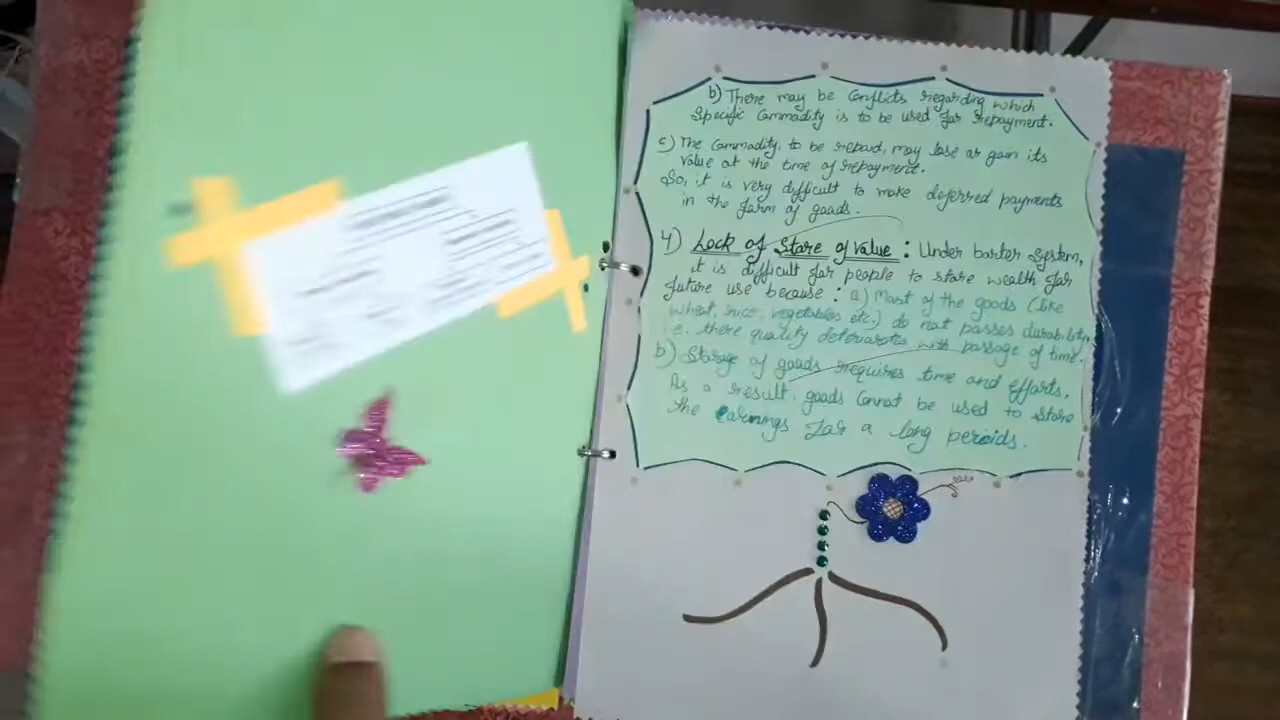 b) There may be conflicts regarding which
Specific Commodity is to be used for repayment.
c) The Commodity, to be repaid, may lose or gain its
value at the time of repayment.
So, it is very difficult to make deferred payments
in the form of goods.
4) Lack of Store of Value : Under barter system,
it is difficult for people to store wealth for
future use because : a) Most of the goods (like
wheat, rice, vegetables etc.) do not posses durability,
i.e. there quality deteriorates with passage of time.
b) Storage of goods requires time and efforts,
As a result, goods Cannot be used to store
the earnings for a long periods.